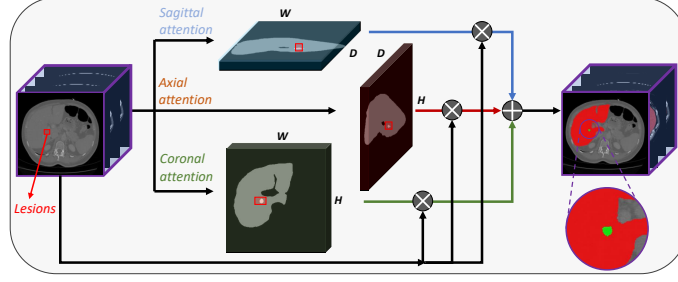 Sagittal
attention
W
D
D
Axial
attention
H
W
Coronal
attention
H
Lesions